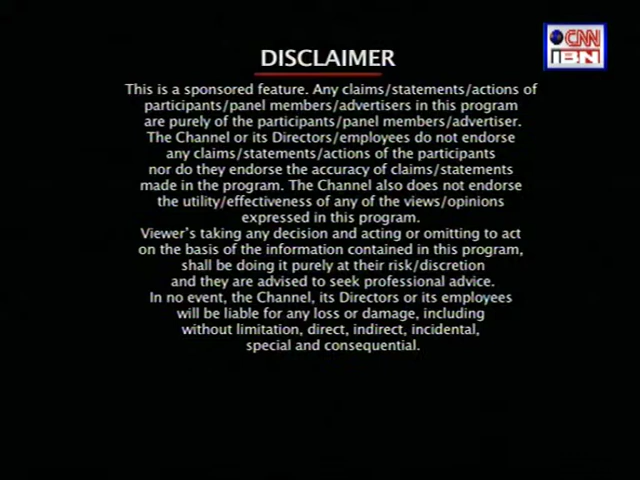 DISCLAIMER
CNN
IBN
This is a sponsored feature. Any claims/statements/actions of
participants/panel members/advertisers in this program
are purely of the participants/panel members/advertiser.
The Channel or its Directors/employees do not endorse
any claims/statements/actions of the participants
nor do they endorse the accuracy of claims/statements
made in the program. The Channel also does not endorse
the utility/effectiveness of any of the views/opinions
expressed in this program.
Viewer's taking any decision and acting or omitting to act
on the basis of the information contained in this program,
shall be doing it purely at their risk/discretion
and they are advised to seek professional advice.
In no event, the Channel, its Directors or its employees
will be liable for any loss or damage, including
without limitation, direct, indirect, incidental,
special and consequential.